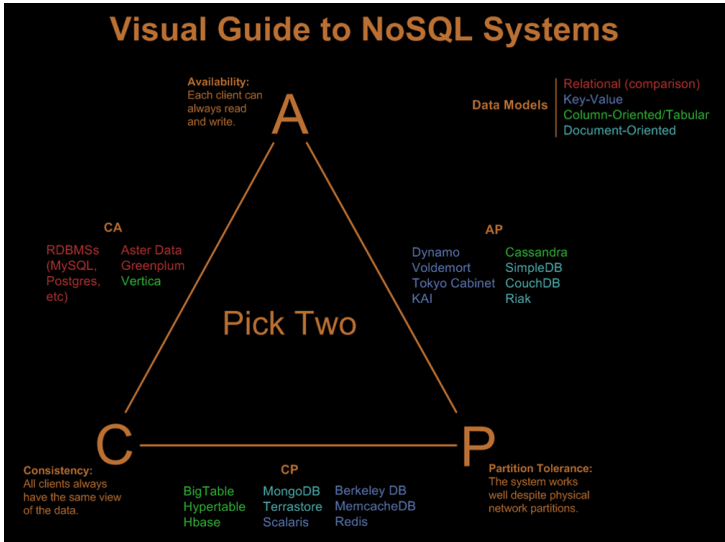 Visual Guide to NoSQL Systems
Availability:
Each client can
always read
and write.
A
Data Models
Relational (comparison)
Key-Value
Column-Oriented/Tabular
Document-Oriented
CA
RDBMSs
(MySQL,
Postgres,
etc)
Aster Data
Greenplum
Vertica
AP
Dynamo
Voldemort
Tokyo Cabinet
KAI
Cassandra
SimpleDB
CouchDB
Riak
Pick Two
C
Consistency:
All clients always
have the same view
of the data.
CP
BigTable
Hypertable
Hbase
MongoDB
Terrastore
Scalaris
Berkeley DB
MemcacheDB
Redis
P
Partition Tolerance:
The system works
well despite physical
network partitions.